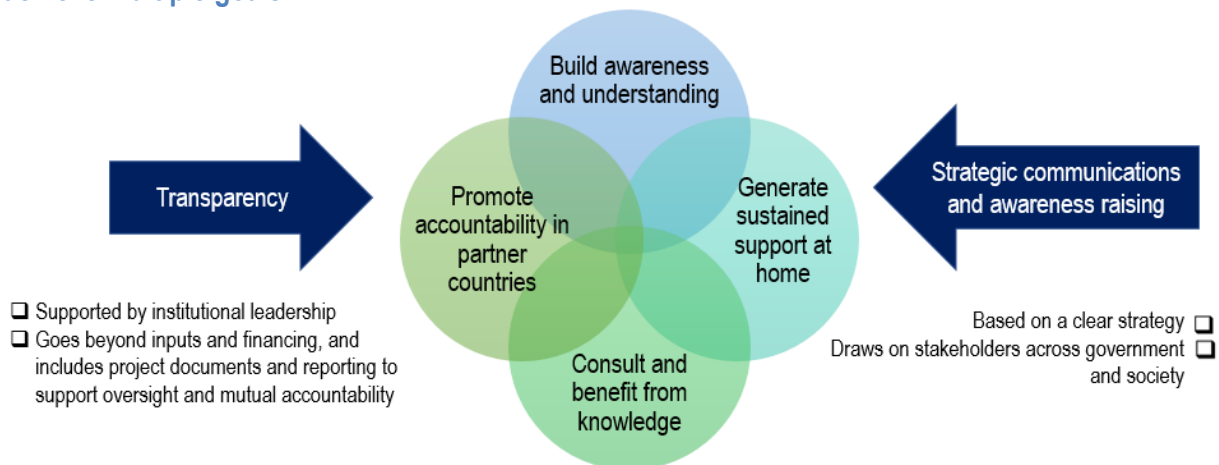 Build awareness
and understanding
Transparency
Promote
accountability in
partner
countries
Generate
sustained
support at
home
Strategic communications
and awareness raising
Supported by institutional leadership
Goes beyond inputs and financing, and
includes project documents and reporting to
support oversight and mutual accountability
Consult and
benefit from
knowledge
Based on a clear strategy
Draws on stakeholders across government
and society